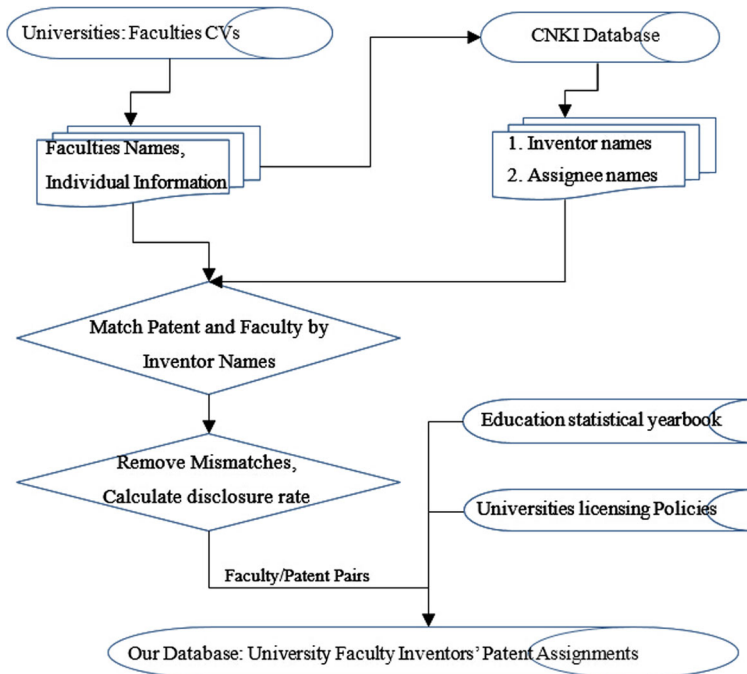 Universities: Faculties CVs
CNKI Database
Faculties Names,
Individual Information
1. Inventor names
2. Assignee names
Match Patent and Faculty by
Inventor Names
Remove Mismatches,
Calculate disclosure rate
Education statistical yearbook
Universities licensing Policies
Faculty/Patent Pairs
Our Database: University Faculty Inventors’ Patent Assignments